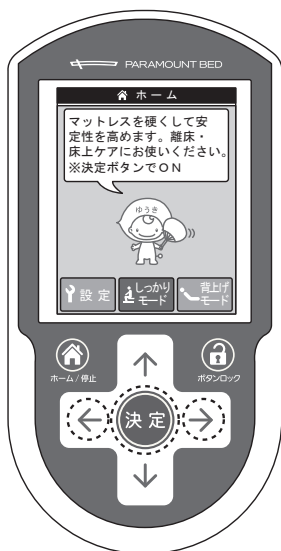 PARAMOUNT BED
ホーム
マットレスを硬くして安
定性を高めます。離床・
床上ケアにお使いください。
※決定ボタンでＯＮ
ゆうき
設定
しっかり
モード
背上げ
モード
ホーム/停止
ボタンロック
決定